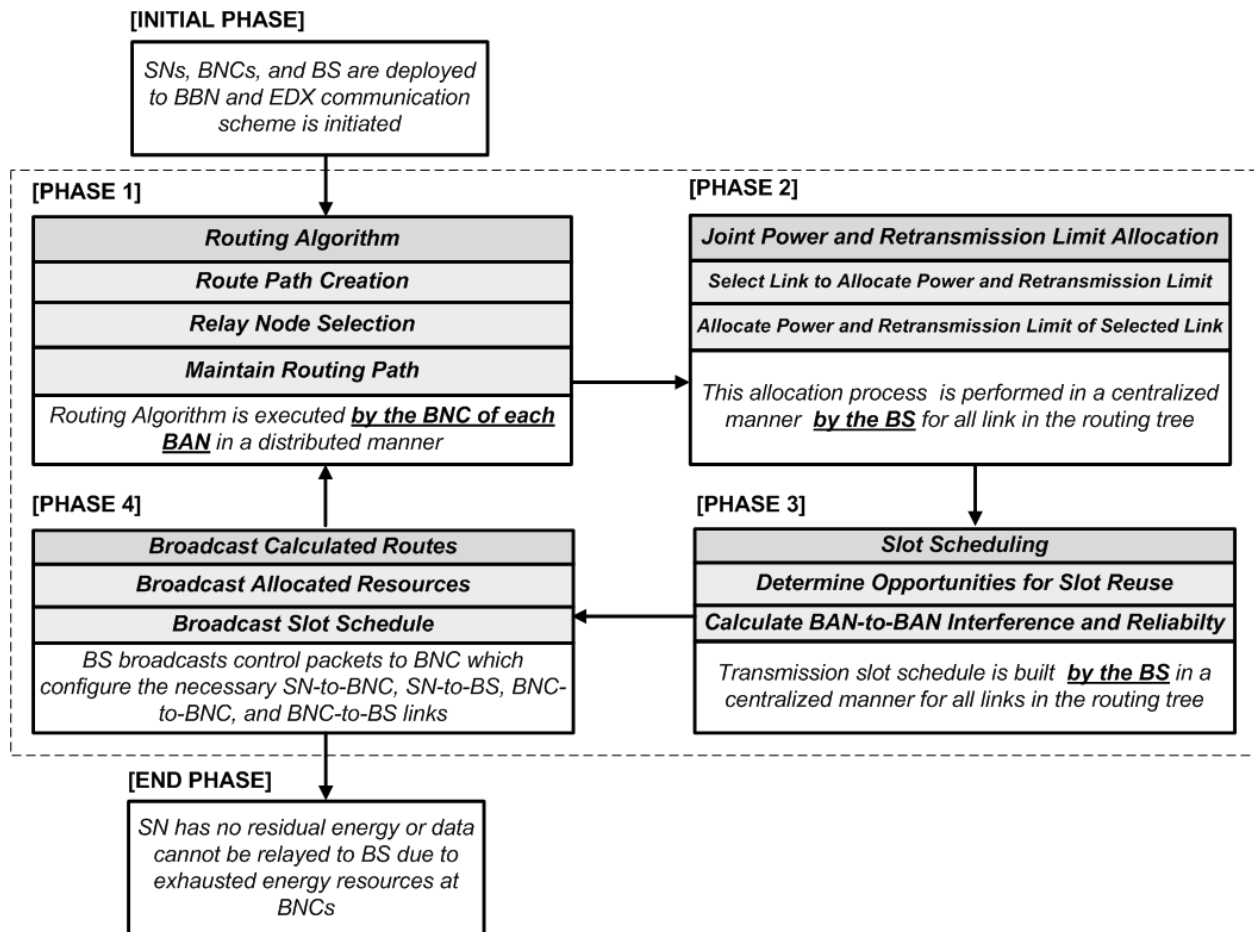 [INITIAL PHASE]
SNs, BNCs, and BS are deployed
to BBN and EDX communication
scheme is initiated
[PHASE 1]
Routing Algorithm
Route Path Creation
Relay Node Selection
Maintain Routing Path
Routing Algorithm is executed by the BNC of each
BAN in a distributed manner
[PHASE 2]
Joint Power and Retransmission Limit Allocation
Select Link to Allocate Power and Retransmission Limit
Allocate Power and Retransmission Limit of Selected Link
This allocation process is performed in a centralized
manner by the BS for all link in the routing tree
[PHASE 4]
Broadcast Calculated Routes
Broadcast Allocated Resources
Broadcast Slot Schedule
BS broadcasts control packets to BNC which
configure the necessary SN-to-BNC, SN-to-BS, BNC-
to-BNC, and BNC-to-BS links
[PHASE 3]
Slot Scheduling
Determine Opportunities for Slot Reuse
Calculate BAN-to-BAN Interference and Reliabilty
Transmission slot schedule is built by the BS in a
centralized manner for all links in the routing tree
[END PHASE]
SN has no residual energy or data
cannot be relayed to BS due to
exhausted energy resources at
BNCs